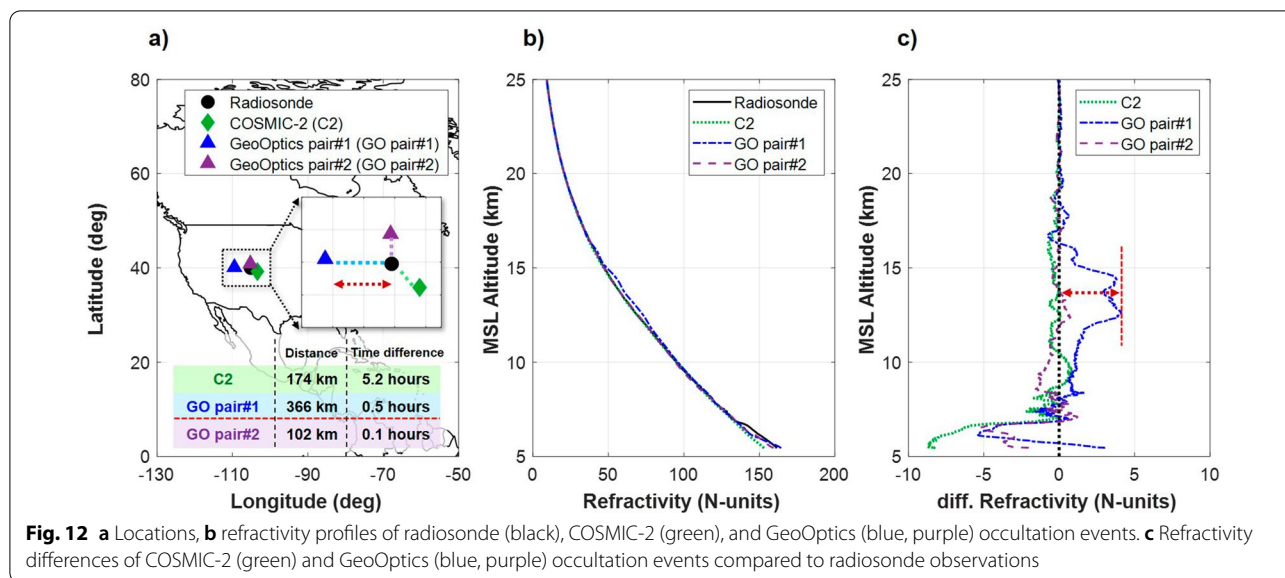 a)
b)
c)
80
60
40
20
0
Latitude (deg)
-130
-110
-90
-70
-50
Longitude (deg)
Radiosonde
COSMIC-2 (C2)
GeoOptics pair#1 (GO pair#1)
GeoOptics pair#2 (GO pair#2)
Distance Time difference
C2 174 km 5.2 hours
GO pair#1 366 km 0.5 hours
GO pair#2 102 km 0.1 hours
25
20
15
10
5
MSL Altitude (km)
0
50
100
150
200
Refractivity (N-units)
Radiosonde
C2
GO pair#1
GO pair#2
25
20
15
10
5
MSL Altitude (km)
-10
-5
0
5
10
diff. Refractivity (N-units)
C2
GO pair#1
GO pair#2
Fig. 12 a Locations, b refractivity profiles of radiosonde (black), COSMIC-2 (green), and GeoOptics (blue, purple) occultation events. c Refractivity
differences of COSMIC-2 (green) and GeoOptics (blue, purple) occultation events compared to radiosonde observations